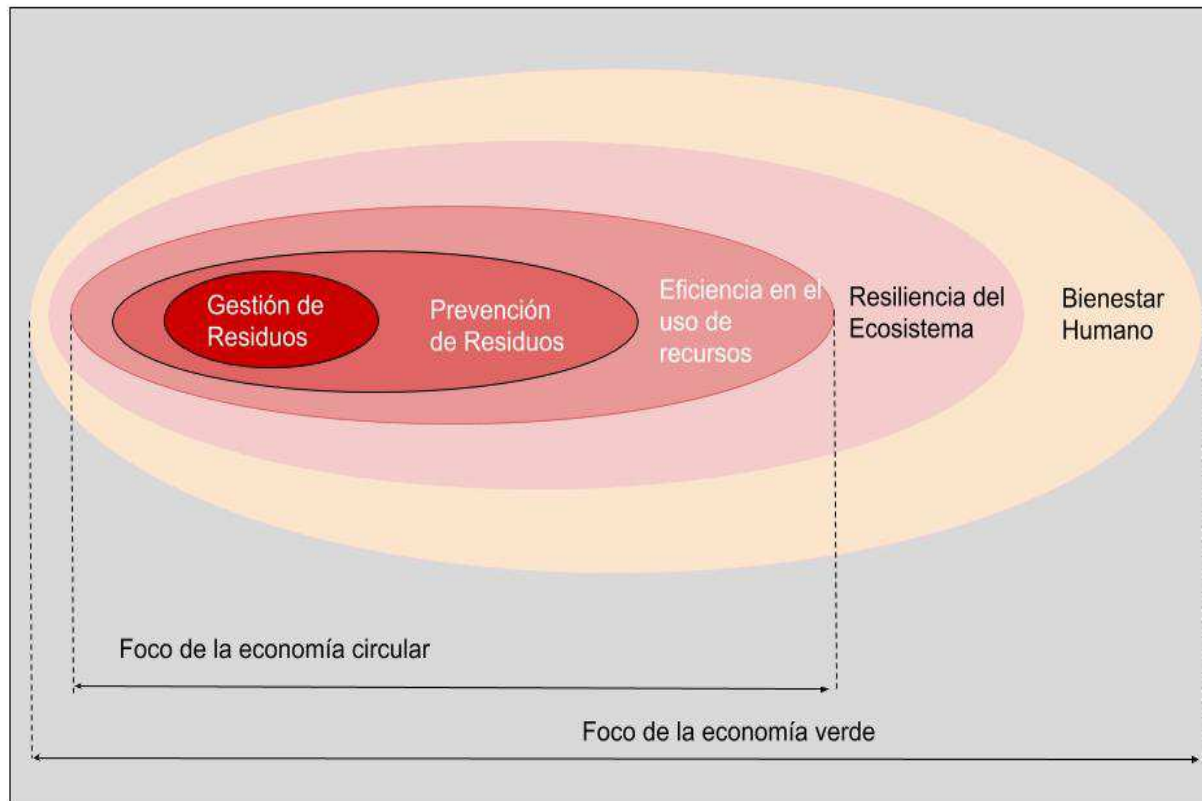 Gestión de
Residuos
Prevención
de Residuos
Eficiencia en el
uso de
recursos
Resiliencia del
Ecosistema
Bienestar
Humano
Foco de la economía circular
Foco de la economía verde